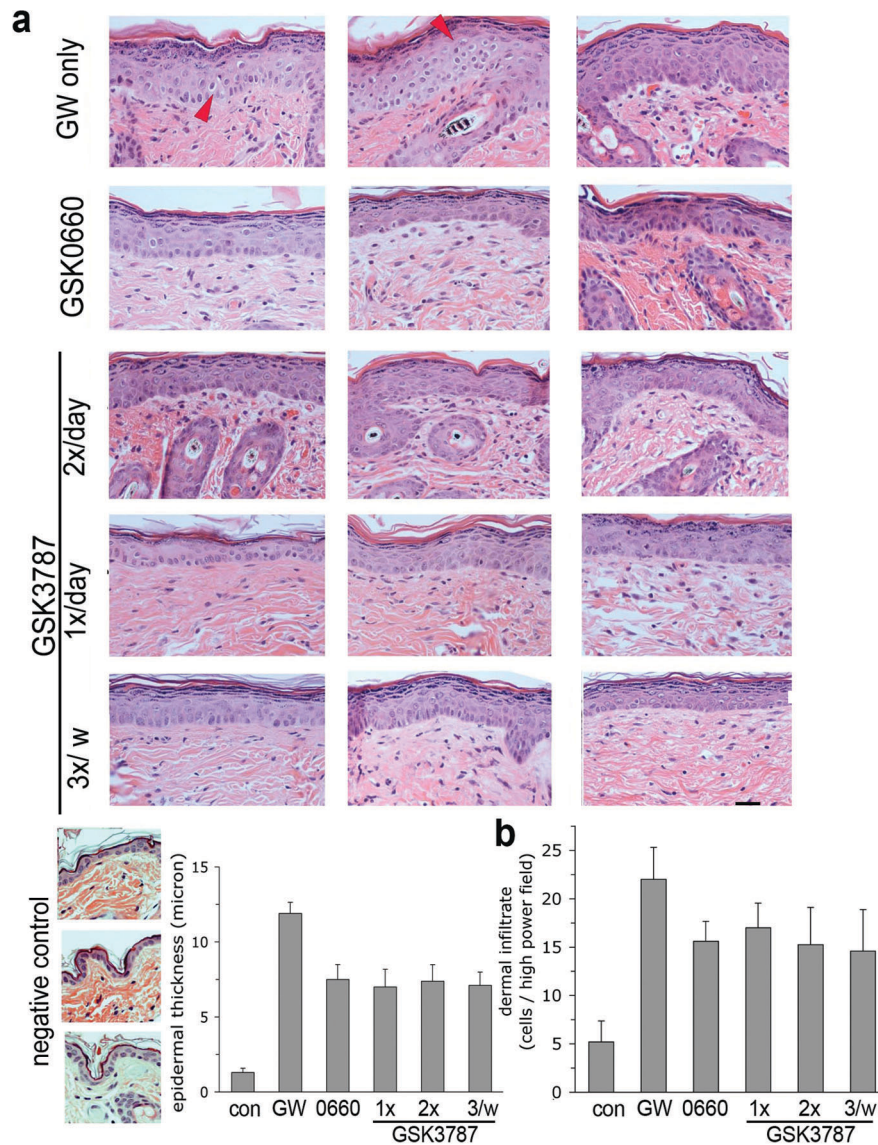 a
GW only
GSK0660
GSK3787
2x/day
1x/day
3x/ w
negative control
epidermal thickness (micron)
15
10
5
0
con GW 0660 1x 2x 3/w
GSK3787
b
dermal infiltrate
(cells / high power field)
25
20
15
10
5
0
con GW 0660 1x 2x 3/w
GSK3787